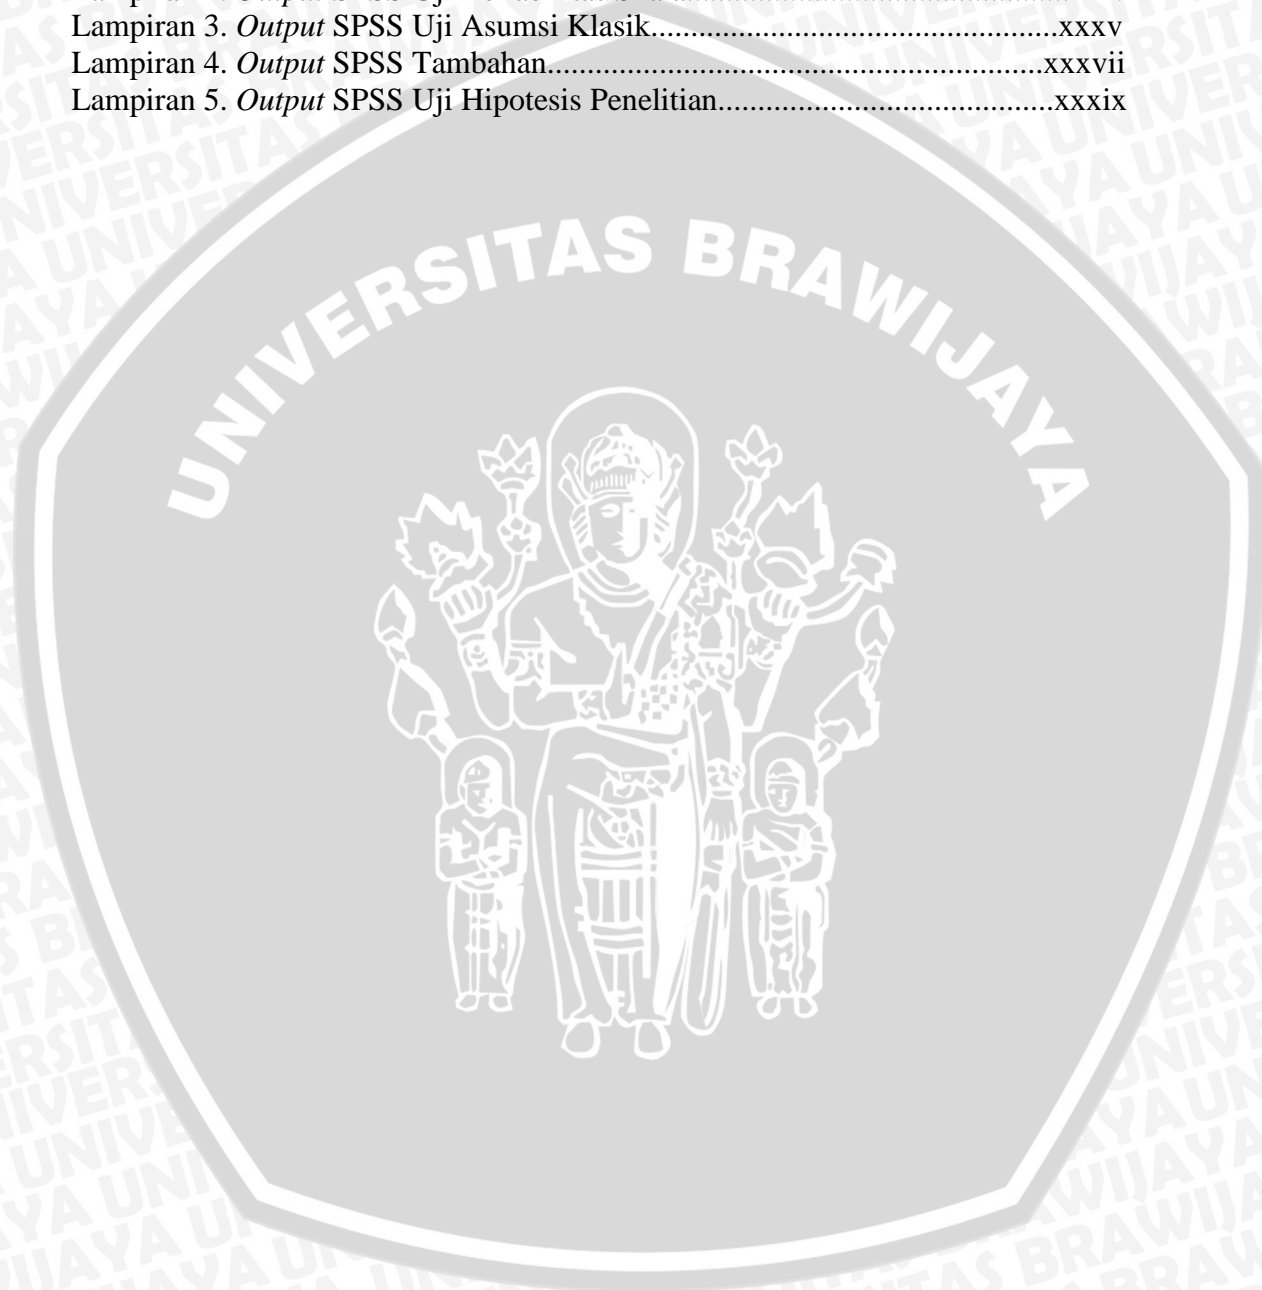 Lampiran 3. Output SPSS Uji Asumsi Klasik...................................................xxxv
Lampiran 4. Output SPSS Tambahan..............................................................xxxvii
Lampiran 5. Output SPSS Uji Hipotesis Penelitian..........................................xxxix
UNIVERSITAS BRAWIJAYA